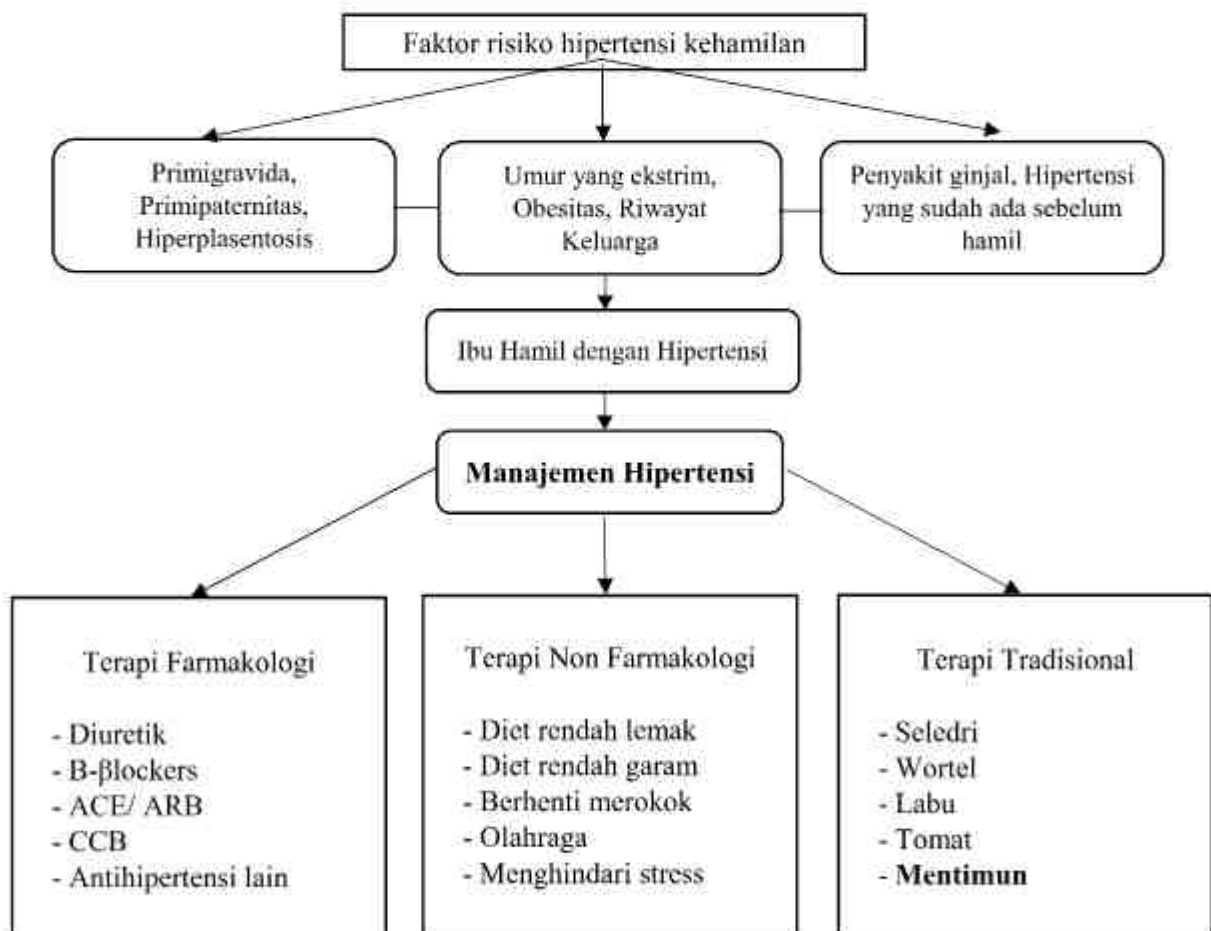 Faktor risiko hipertensi kehamilan
Primigravida,
Primipaternitas,
Hiperplasentosis
Umur yang ekstrim,
Obesitas, Riwayat
Keluarga
Penyakit ginjal, Hipertensi
yang sudah ada sebelum
hamil
Ibu Hamil dengan Hipertensi
Manajemen Hipertensi
Terapi Farmakologi
- Diuretik
- B-βlockers
- ACE/ ARB
- CCB
- Antihipertensi lain
Terapi Non Farmakologi
- Diet rendah lemak
- Diet rendah garam
- Berhenti merokok
- Olahraga
- Menghindari stress
Terapi Tradisional
- Seledri
- Wortel
- Labu
- Tomat
- Mentimun